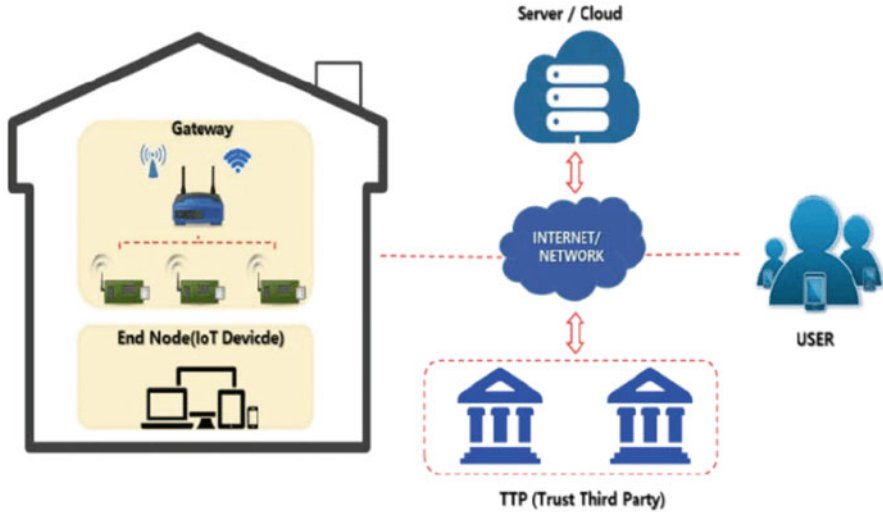 Server / Cloud
Gateway
INTERNET/
NETWORK
End Node(IoT Devicde)
USER
TTP (Trust Third Party)